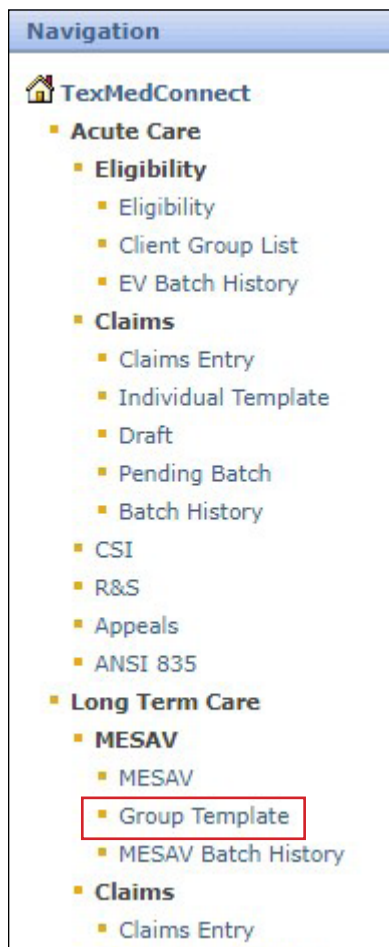 Navigation
TexMedConnect
Acute Care
Eligibility
Eligibility
Client Group List
EV Batch History
Claims
Claims Entry
Individual Template
Draft
Pending Batch
Batch History
CSI
R&S
Appeals
ANSI 835
Long Term Care
MESAV
MESAV
Group Template
MESAV Batch History
Claims
Claims Entry